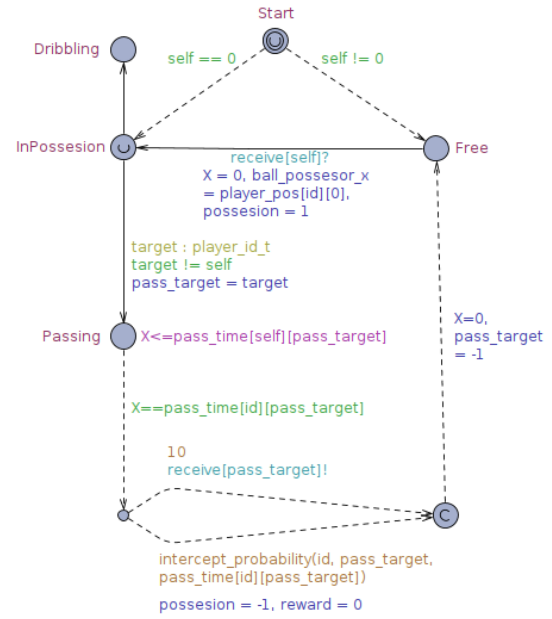 Start
Dribbling
self == 0
self != 0
InPossesion
Free
receive[self]?
X = 0, ball_possesor_x
= player_pos[id][0],
possesion = 1
target : player_id_t
target != self
pass_target = target
Passing
X<=pass_time[self][pass_target]
X=0,
pass_target
= -1
X==pass_time[id][pass_target]
10
receive[pass_target]!
C
intercept_probability(id, pass_target,
pass_time[id][pass_target])
possesion = -1, reward = 0